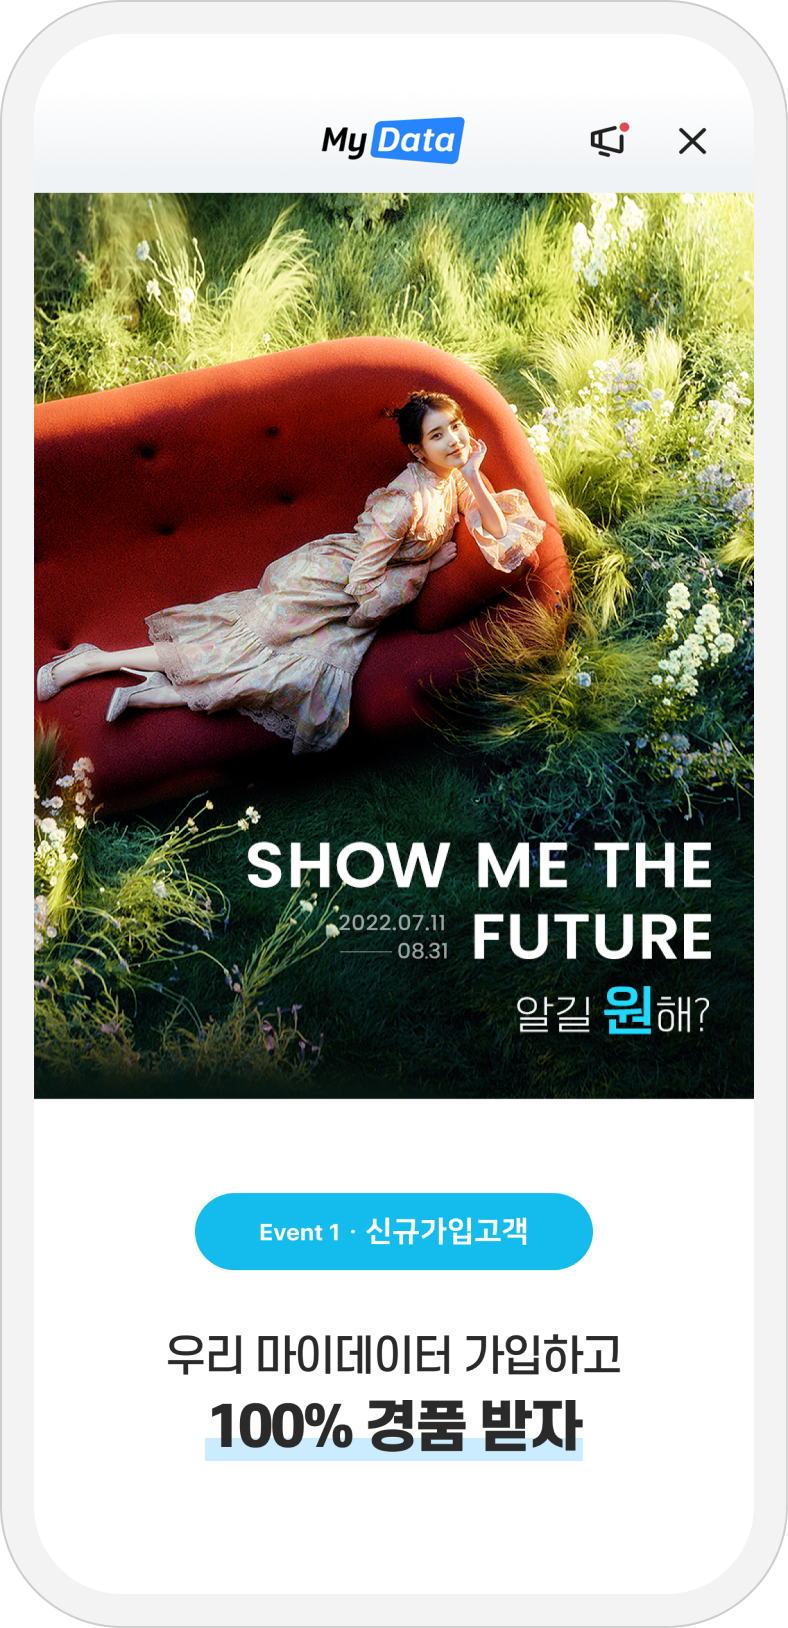 My Data
SHOW ME THE
2022.07.11
08.31
FUTURE
알길 원해?
Event 1 · 신규가입고객
우리 마이데이터 가입하고
100% 경품 받자